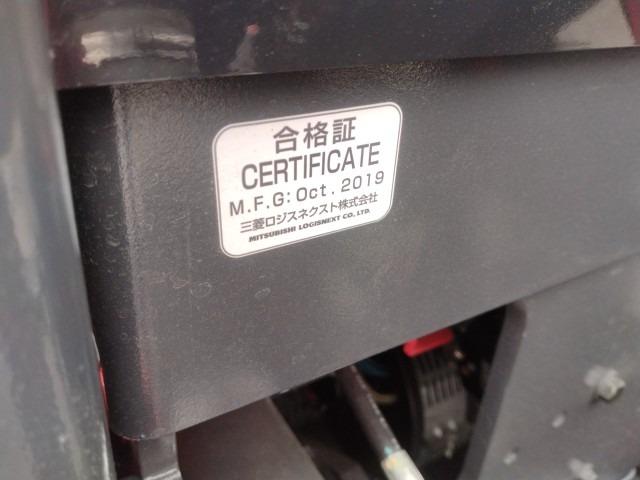 合格証
CERTIFICATE
M.F.G: Oct. 2019
三菱ロジスネクスト株式会社
MITSUBISHI LOGISNEXT CO., LTD.